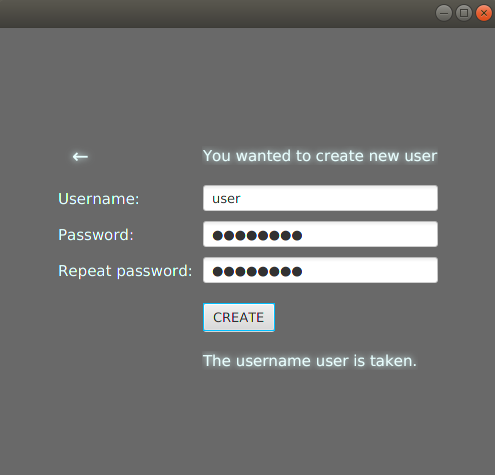 ←
You wanted to create new user
Username: user
Password: ●●●●●●●●
Repeat password: ●●●●●●●●
CREATE
The username user is taken.